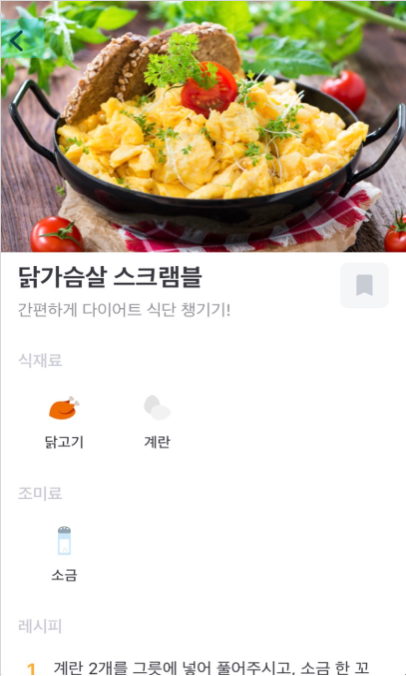 닭가슴살 스크램블
간편하게 다이어트 식단 챙기기!
식재료
닭고기 계란
조미료
소금
레시피
1 계란 2개를 그릇에 넣어 풀어주시고, 소금 한 꼬